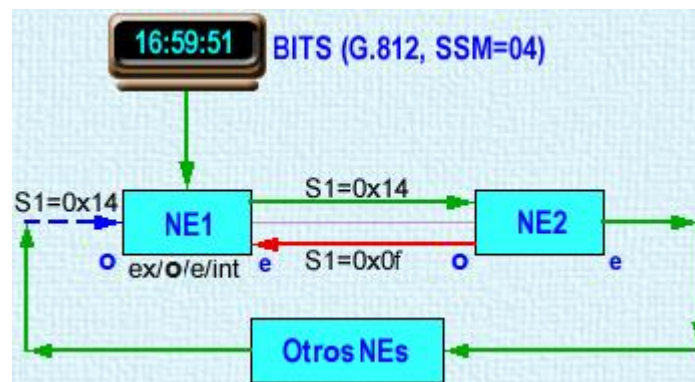 16:59:51
BITS (G.812, SSM=04)
S1=0x14
S1=0x14
NE1
NE2
o
ex/o/e/int
e
S1=0x0f
o
e
Otros NEs